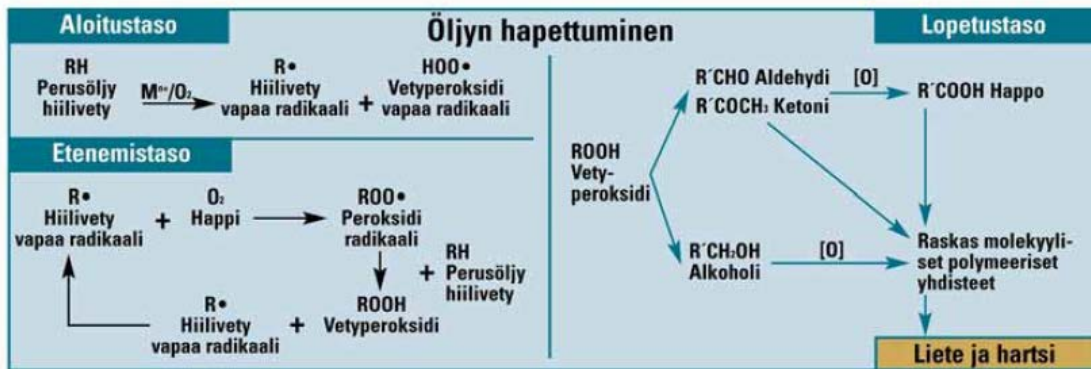 Öljyn hapettuminen
Aloitustaso
RH
Perusöljy
hiilivety
Mⁿ⁺/O₂
R•
Hiilivety
vapaa radikaali
+
HOO•
Vetyperoksidi
vapaa radikaali
Etenemistaso
R•
Hiilivety
vapaa radikaali
+
O₂
Happi
ROO•
Peroksidi
radikaali
+
RH
Perusöljy
hiilivety
R•
Hiilivety
vapaa radikaali
+
ROOH
Vetyperoksidi
Lopetustaso
ROOH
Vety-
peroksidi
R´CHO Aldehydi
R´COCH₃ Ketoni
[O]
R´COOH Happo
R´CH₂OH
Alkoholi
[O]
Raskas molekyyli-
set polymeeriset
yhdisteet
Liete ja hartsi